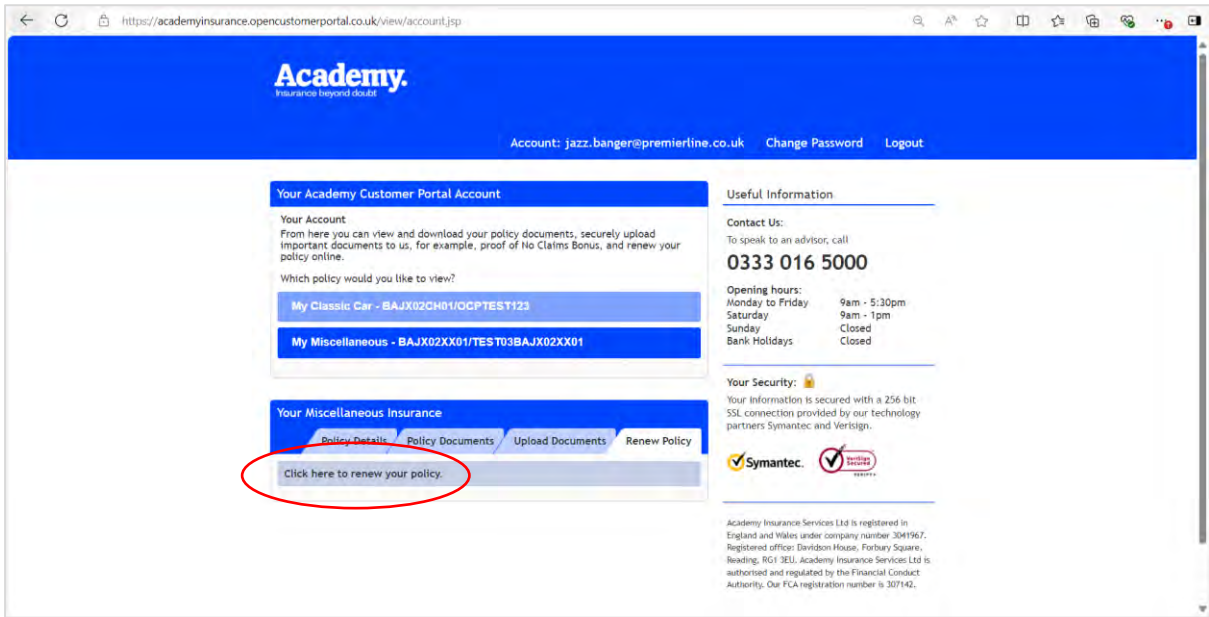 https://academyinsurance.opencustomerportal.co.uk/view/account.jsp
Academy.
Insurance beyond doubt
Account: jazz.banger@premierline.co.uk Change Password Logout
Your Academy Customer Portal Account
Your Account
From here you can view and download your policy documents, securely upload
important documents to us, for example, proof of No Claims Bonus, and renew your
policy online.
Which policy would you like to view?
My Classic Car - BAJX02CH01/OCPTEST123
My Miscellaneous - BAJX02XX01/TEST03BAJX02XX01
Your Miscellaneous Insurance
Policy Details Policy Documents Upload Documents Renew Policy
Click here to renew your policy.
Useful Information
Contact Us:
To speak to an advisor, call
0333 016 5000
Opening hours:
Monday to Friday 9am - 5:30pm
Saturday 9am - 1pm
Sunday Closed
Bank Holidays Closed
Your Security:
Your information is secured with a 256 bit
SSL connection provided by our technology
partners Symantec and Verisign.
Symantec.
VeriSign
Secured
VERIFY
Academy Insurance Services Ltd is registered in
England and Wales under company number 3041967.
Registered office: Davidson House, Forbury Square,
Reading, RG1 3EU. Academy Insurance Services Ltd is
authorised and regulated by the Financial Conduct
Authority. Our FCA registration number is 307142.